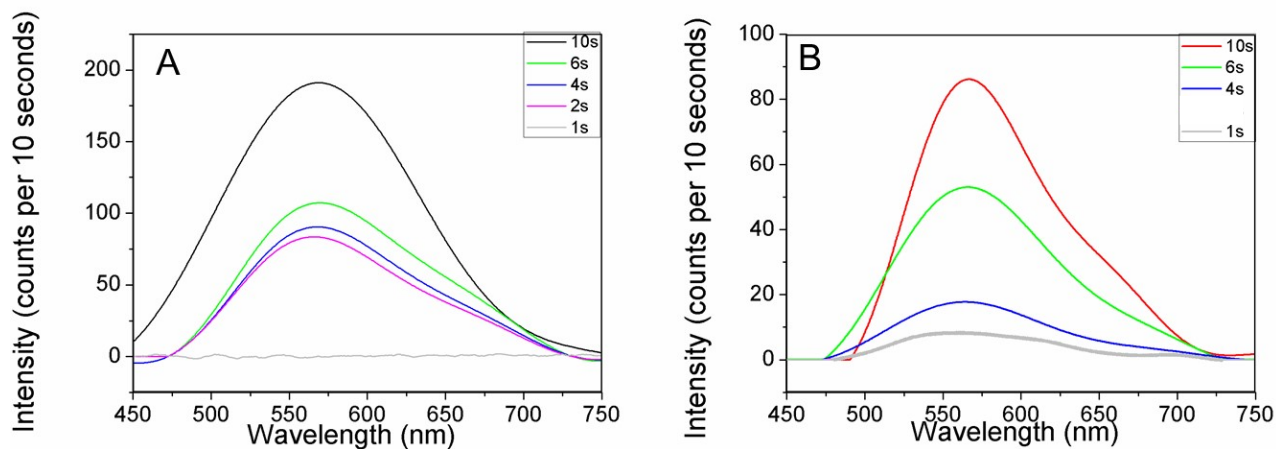 Intensity (counts per 10 seconds)
A
10s
6s
4s
2s
1s
200
150
100
50
0
450 500 550 600 650 700 750
Wavelength (nm)
Intensity (counts per 10 seconds)
B
10s
6s
4s
1s
100
80
60
40
20
0
450 500 550 600 650 700 750
Wavelength (nm)